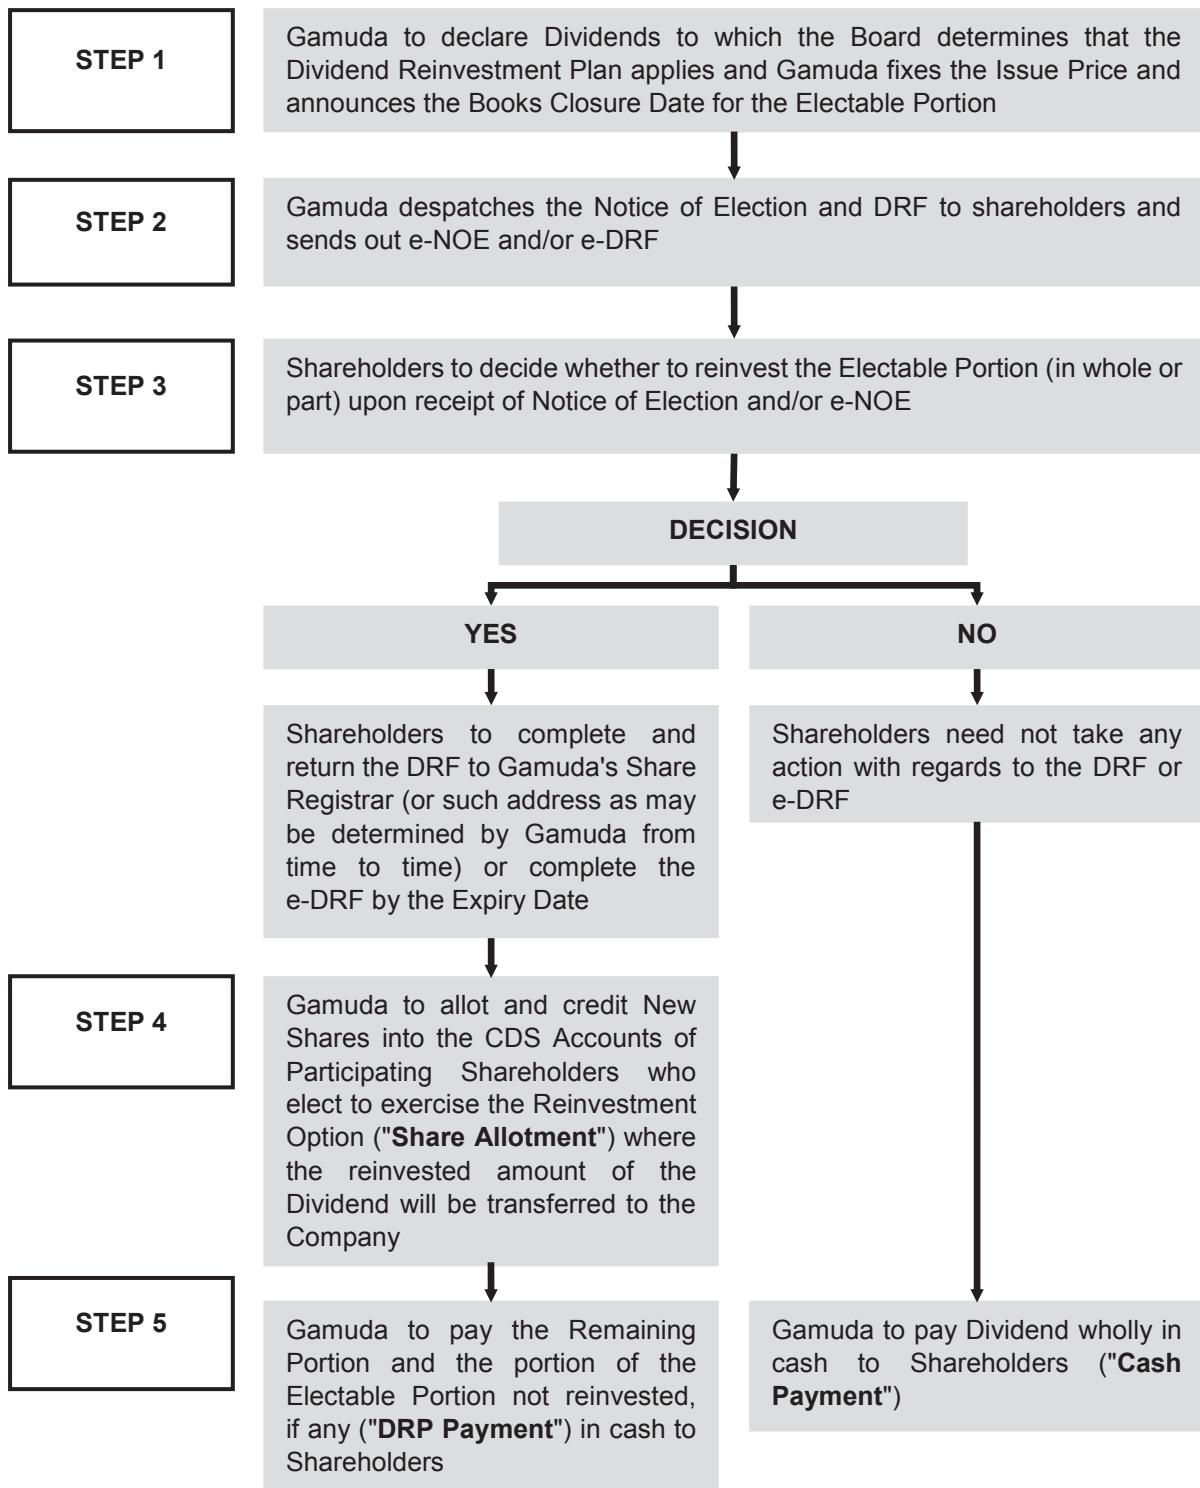 STEP 1
Gamuda to declare Dividends to which the Board determines that the
Dividend Reinvestment Plan applies and Gamuda fixes the Issue Price and
announces the Books Closure Date for the Electable Portion
STEP 2
Gamuda despatches the Notice of Election and DRF to shareholders and
sends out e-NOE and/or e-DRF
STEP 3
Shareholders to decide whether to reinvest the Electable Portion (in whole or
part) upon receipt of Notice of Election and/or e-NOE
DECISION
YES
NO
Shareholders to complete and
return the DRF to Gamuda's Share
Registrar (or such address as may
be determined by Gamuda from
time to time) or complete the
e-DRF by the Expiry Date
Shareholders need not take any
action with regards to the DRF or
e-DRF
STEP 4
Gamuda to allot and credit New
Shares into the CDS Accounts of
Participating Shareholders who
elect to exercise the Reinvestment
Option ("Share Allotment") where
the reinvested amount of the
Dividend will be transferred to the
Company
STEP 5
Gamuda to pay the Remaining
Portion and the portion of the
Electable Portion not reinvested,
if any ("DRP Payment") in cash to
Shareholders
Gamuda to pay Dividend wholly in
cash to Shareholders ("Cash
Payment")